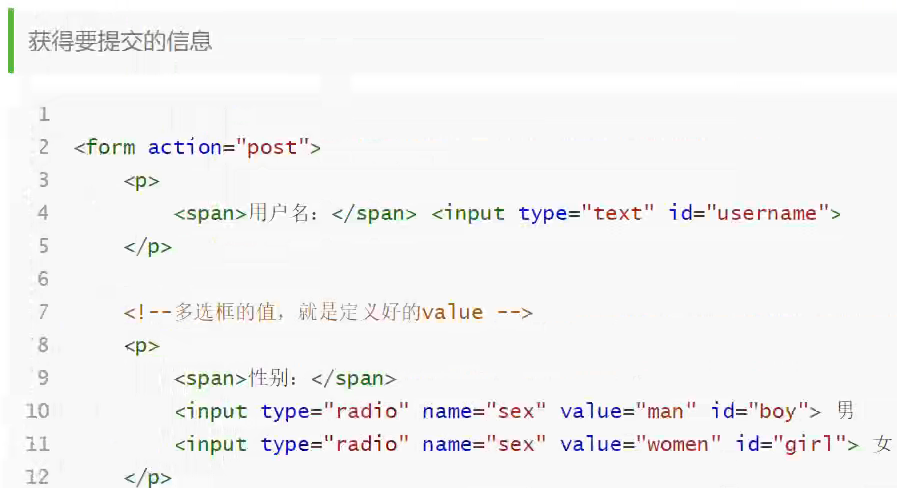 获得要提交的信息
1
2 <form action="post">
3 <p>
4 <span>用户名：</span> <input type="text" id="username">
5 </p>
6
7 <!--多选框的值，就是定义好的value -->
8 <p>
9 <span>性别：</span>
10 <input type="radio" name="sex" value="man" id="boy"> 男
11 <input type="radio" name="sex" value="women" id="girl"> 女
12 </p>